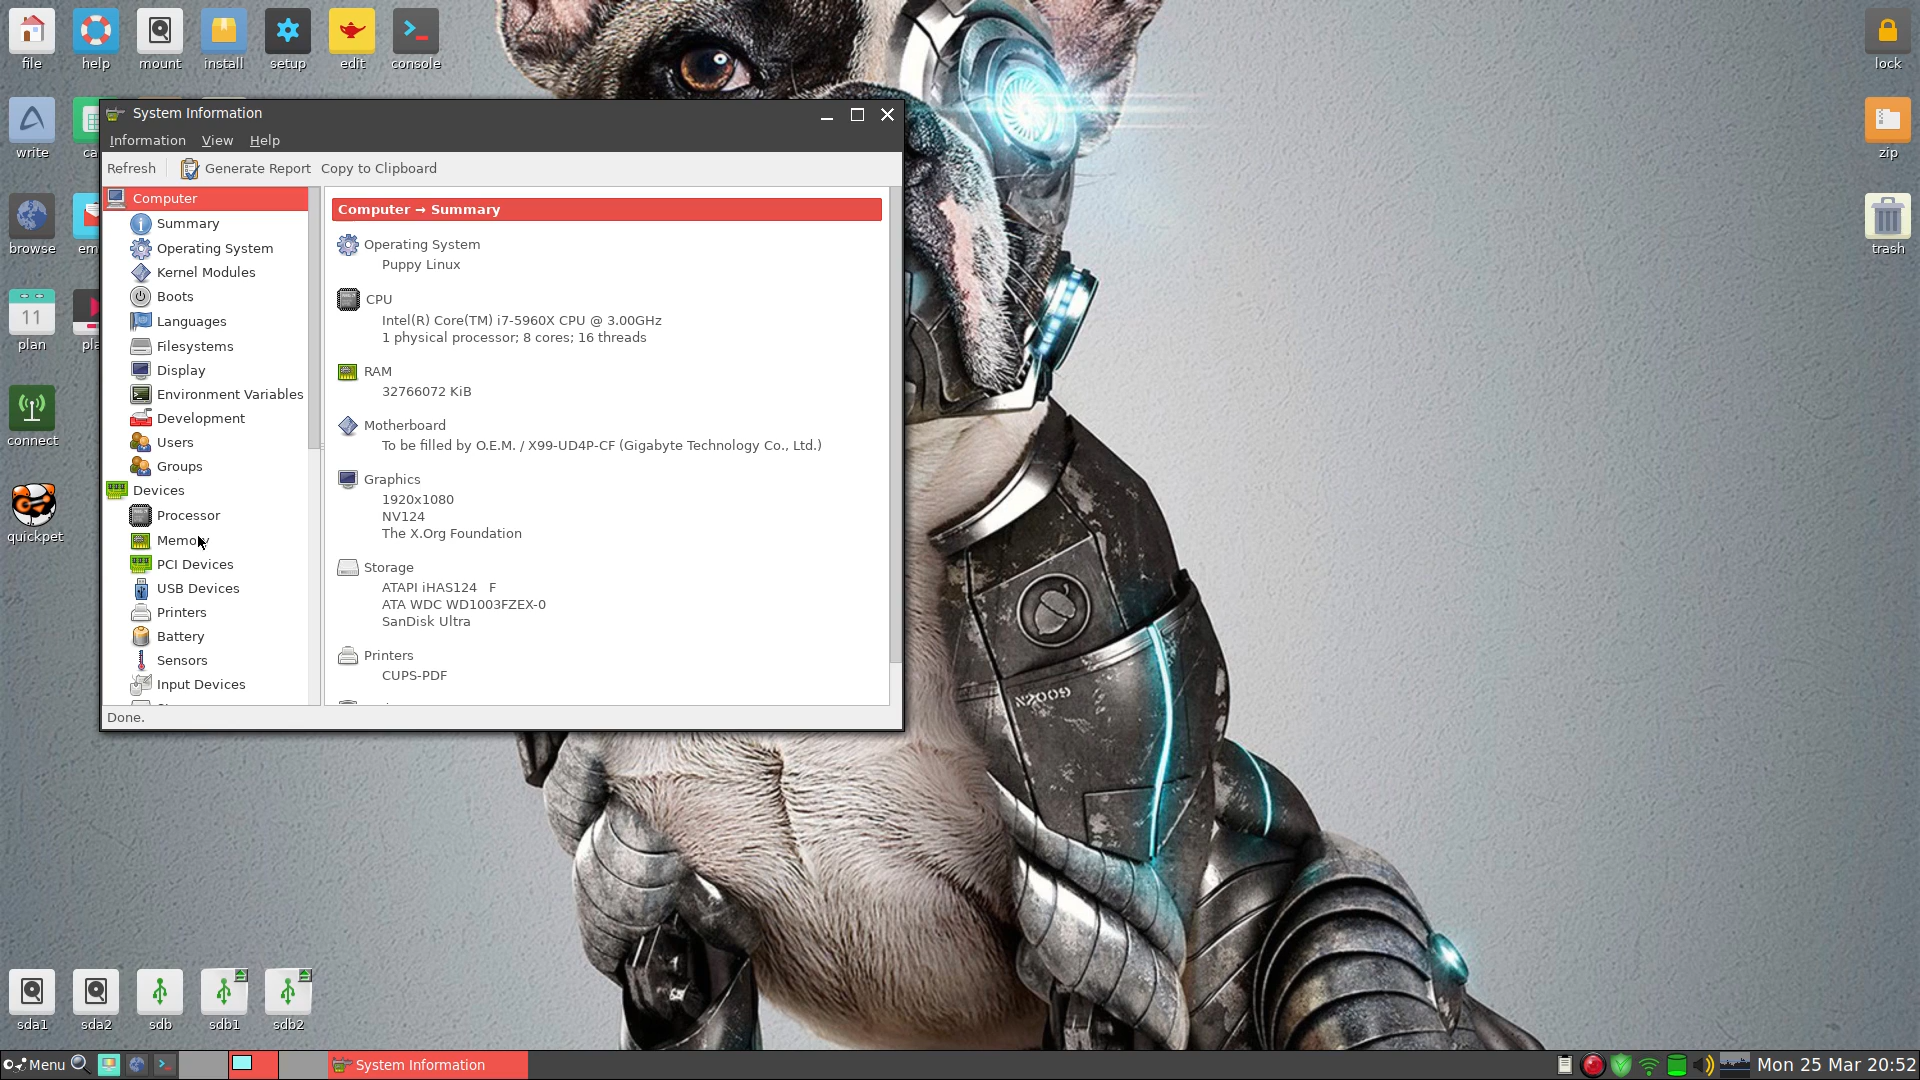 file
help
mount
install
setup
edit
console
lock
write
ca
zip
browse
em
trash
11
plan
pla
connect
quickpet
System Information
Information View Help
Refresh Generate Report Copy to Clipboard
Computer
Summary
Operating System
Kernel Modules
Boots
Languages
Filesystems
Display
Environment Variables
Development
Users
Groups
Devices
Processor
Memory
PCI Devices
USB Devices
Printers
Battery
Sensors
Input Devices
Computer → Summary
Operating System
Puppy Linux
CPU
Intel(R) Core(TM) i7-5960X CPU @ 3.00GHz
1 physical processor; 8 cores; 16 threads
RAM
32766072 KiB
Motherboard
To be filled by O.E.M. / X99-UD4P-CF (Gigabyte Technology Co., Ltd.)
Graphics
1920x1080
NV124
The X.Org Foundation
Storage
ATAPI iHAS124 F
ATA WDC WD1003FZEX-0
SanDisk Ultra
Printers
CUPS-PDF
Done.
N2009
sda1
sda2
sdb
sdb1
sdb2
Menu
System Information
Mon 25 Mar 20:52